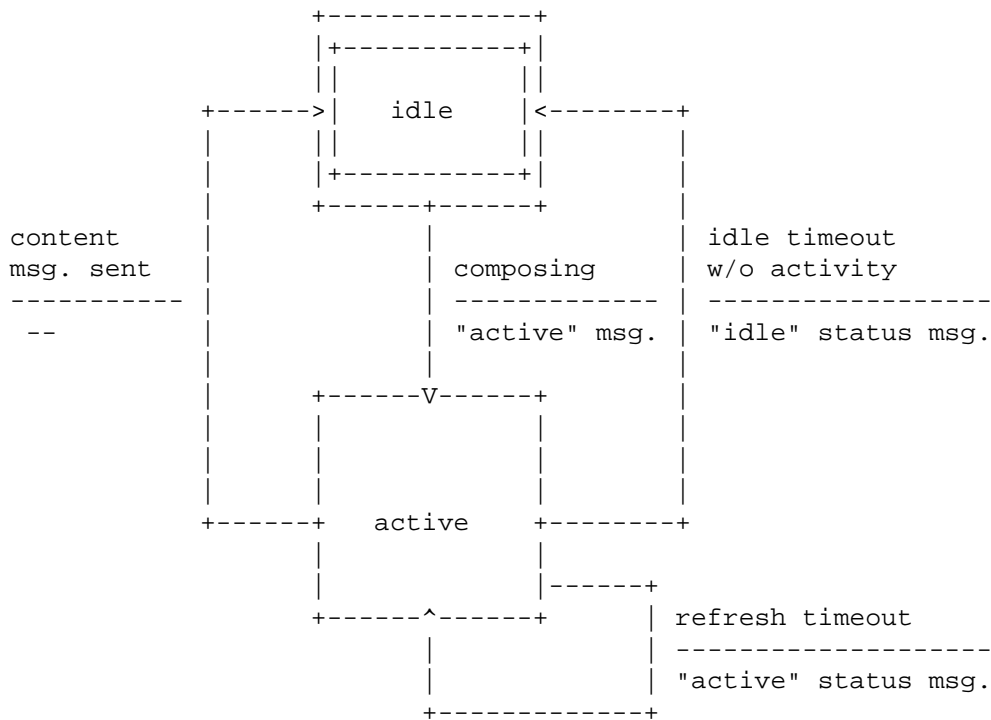 idle
content
msg. sent
-----------
--
composing
-------------
"active" msg.
idle timeout
w/o activity
------------------
"idle" status msg.
active
refresh timeout
--------------------
"active" status msg.